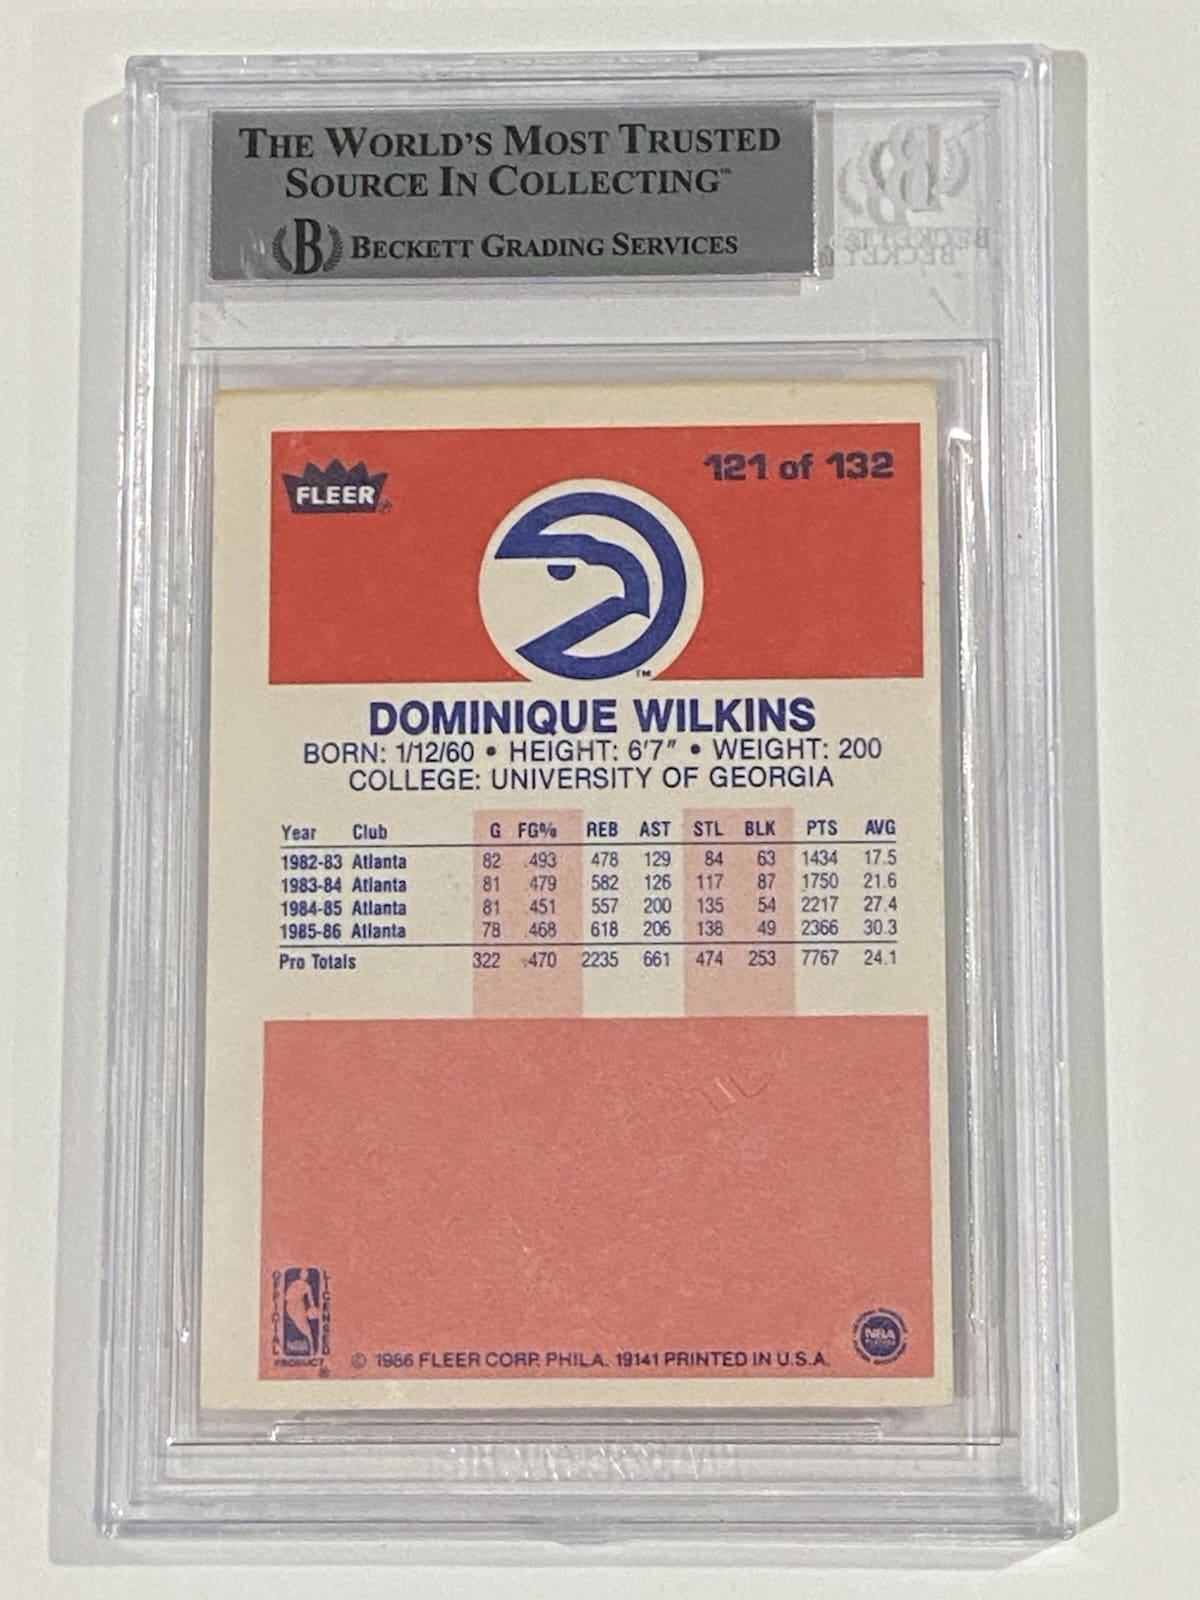 THE WORLD'S MOST TRUSTED
SOURCE IN COLLECTING™
B BECKETT GRADING SERVICES
FLEER®
121 of 132
TM
DOMINIQUE WILKINS
BORN: 1/12/60 • HEIGHT: 6'7" • WEIGHT: 200
COLLEGE: UNIVERSITY OF GEORGIA
Year Club G FG% REB AST STL BLK PTS AVG
1982-83 Atlanta 82 .493 478 129 84 63 1434 17.5
1983-84 Atlanta 81 .479 582 126 117 87 1750 21.6
1984-85 Atlanta 81 .451 557 200 135 54 2217 27.4
1985-86 Atlanta 78 .468 618 206 138 49 2366 30.3
Pro Totals 322 .470 2235 661 474 253 7767 24.1
OFFICIAL LICENSED
NBA
PRODUCT ®
© 1986 FLEER CORP. PHILA. 19141 PRINTED IN U.S.A.
NBA
PLAYERS